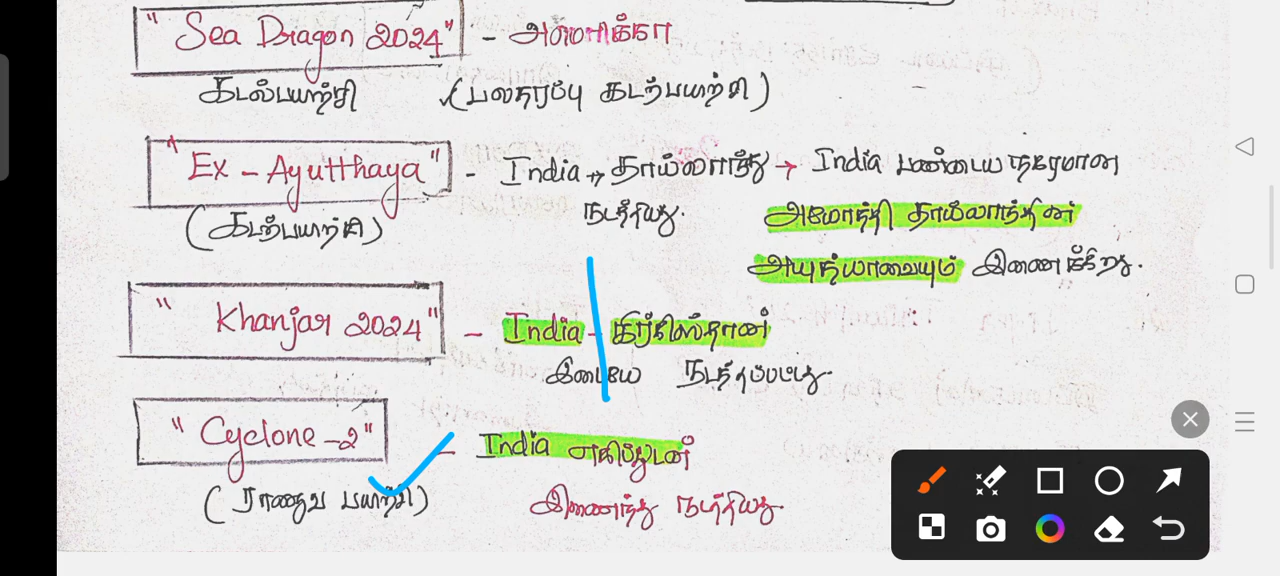 "Sea Dragon 2024" - அமெரிக்கா
கடல்பயிற்சி (பலதரப்பு கடற்பயிற்சி)
"Ex - Ayutthaya" - India → தாய்லாந்து → India பண்டைய நகரமான
(கடற்பயிற்சி) நடத்தியது. அயோத்தி தாய்லாந்தின்
அயுத்யாவையும் இணைக்கிறது.
"Khanjar 2024" - India - கிர்கிஸ்தான்
இடையே நடத்தப்பட்டது.
"Cyclone -2" - India எகிப்துடன்
(ராணுவ பயிற்சி) இணைந்து நடத்தியது.